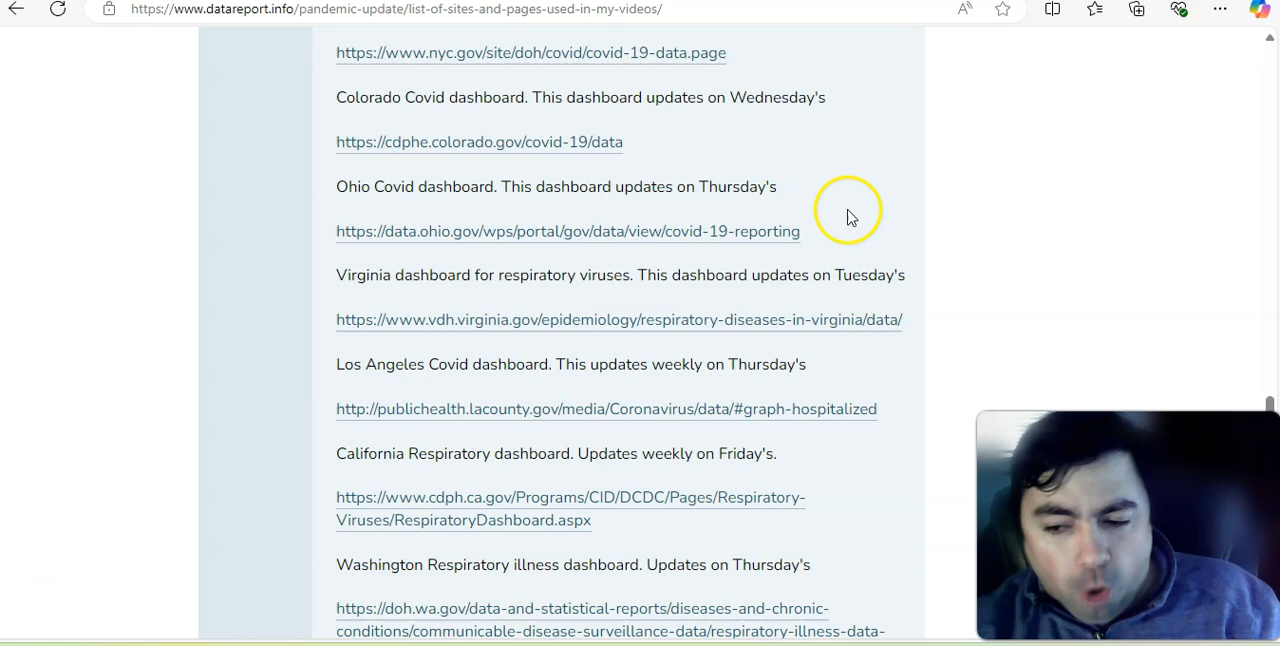 https://www.datareport.info/pandemic-update/list-of-sites-and-pages-used-in-my-videos/
https://www.nyc.gov/site/doh/covid/covid-19-data.page
Colorado Covid dashboard. This dashboard updates on Wednesday's
https://cdphe.colorado.gov/covid-19/data
Ohio Covid dashboard. This dashboard updates on Thursday's
https://data.ohio.gov/wps/portal/gov/data/view/covid-19-reporting
Virginia dashboard for respiratory viruses. This dashboard updates on Tuesday's
https://www.vdh.virginia.gov/epidemiology/respiratory-diseases-in-virginia/data/
Los Angeles Covid dashboard. This updates weekly on Thursday's
http://publichealth.lacounty.gov/media/Coronavirus/data/#graph-hospitalized
California Respiratory dashboard. Updates weekly on Friday's.
https://www.cdph.ca.gov/Programs/CID/DCDC/Pages/Respiratory-
Viruses/RespiratoryDashboard.aspx
Washington Respiratory illness dashboard. Updates on Thursday's
https://doh.wa.gov/data-and-statistical-reports/diseases-and-chronic-
conditions/communicable-disease-surveillance-data/respiratory-illness-data-